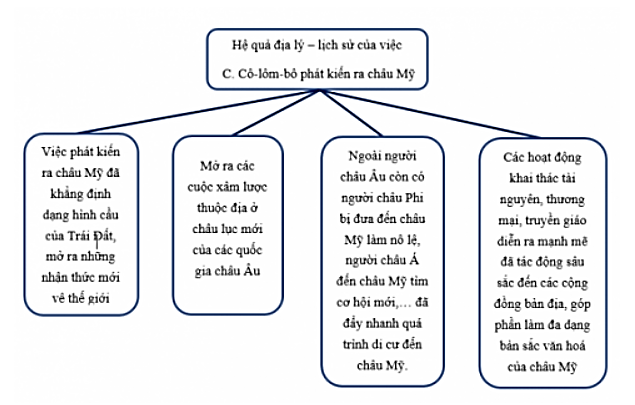 Hệ quả địa lý – lịch sử của việc
C. Cô-lôm-bô phát kiến ra châu Mỹ
Việc phát kiến
ra châu Mỹ đã
khẳng định
dạng hình cầu
của Trái Đất,
mở ra những
nhận thức mới
về thế giới
Mở ra các
cuộc xâm lược
thuộc địa ở
châu lục mới
của các quốc
gia châu Âu
Ngoài người
châu Âu còn có
người châu Phi
bị đưa đến châu
Mỹ làm nô lệ,
người châu Á
đến châu Mỹ tìm
cơ hội mới,... đã
đẩy nhanh quá
trình di cư đến
châu Mỹ.
Các hoạt động
khai thác tài
nguyên, thương
mại, truyền giáo
diễn ra mạnh mẽ
đã tác động sâu
sắc đến các cộng
đồng bản địa, góp
phần làm đa dạng
bản sắc văn hoá
của châu Mỹ